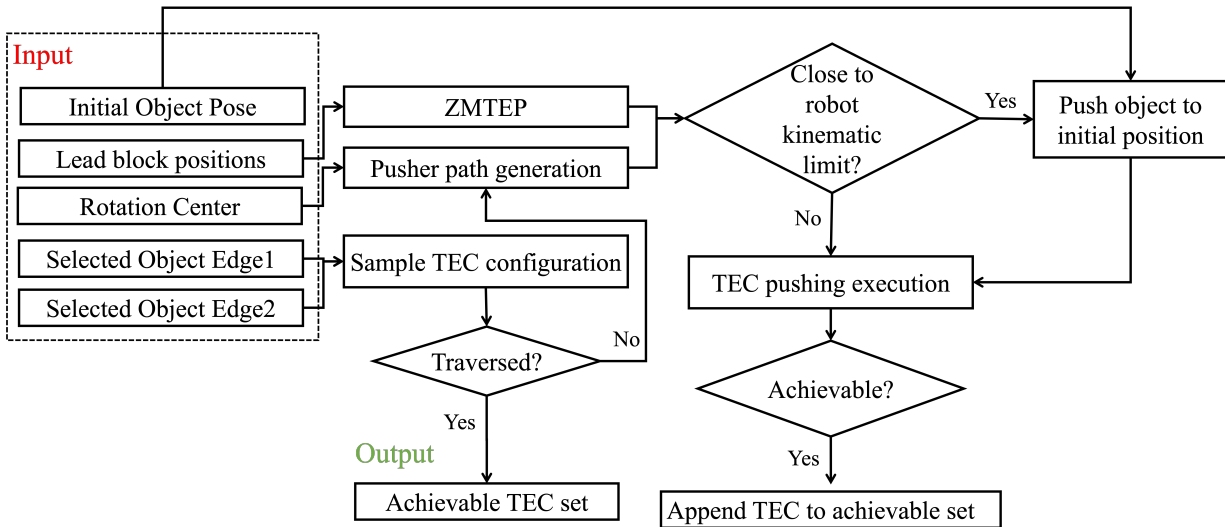 Input
Initial Object Pose
Lead block positions
Rotation Center
Selected Object Edge1
Selected Object Edge2
ZMTEP
Pusher path generation
Sample TEC configuration
Traversed?
No
Yes
Output
Achievable TEC set
Close to
robot
kinematic
limit?
Yes
No
Push object to
initial position
TEC pushing execution
Achievable?
Yes
Append TEC to achievable set